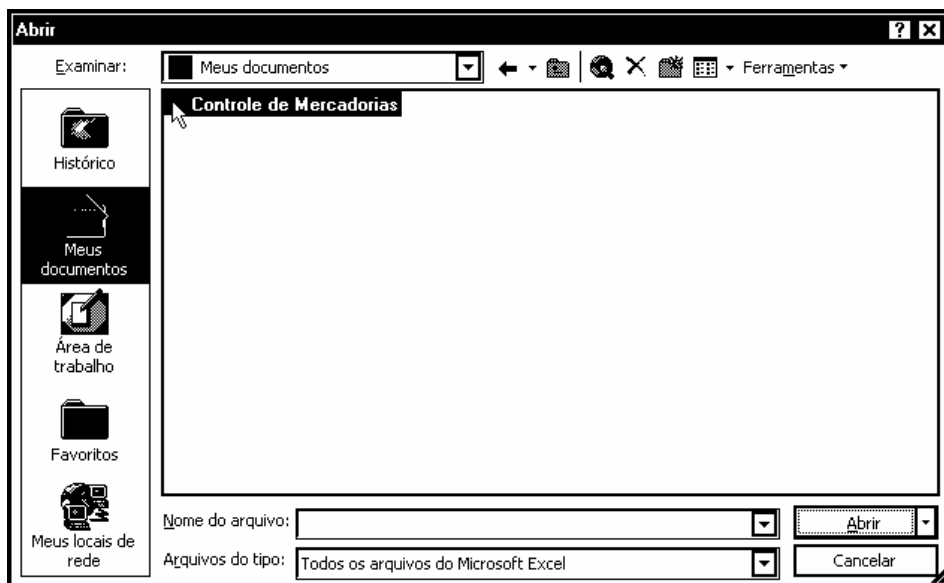 Abrir
Examinar:
Meus documentos
Ferramentas
Controle de Mercadorias
Histórico
Meus
documentos
Área de
trabalho
Favoritos
Meus locais de
rede
Nome do arquivo:
Abrir
Arquivos do tipo:
Todos os arquivos do Microsoft Excel
Cancelar